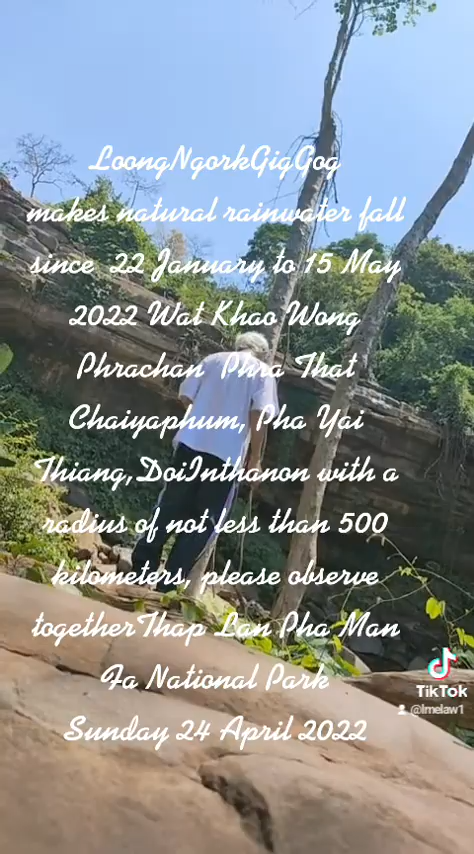 LoongNgorkGigGog
makes natural rainwater fall
since 22 January to 15 May
2022 Wat Khao Wong
Phrachan Phra That
Chaiyaphum, Pha Yai
Thiang,DoiInthanon with a
radius of not less than 500
kilometers, please observe
togetherThap Lan Pha Man
Fa National Park
Sunday 24 April 2022
TikTok
@lmelaw1